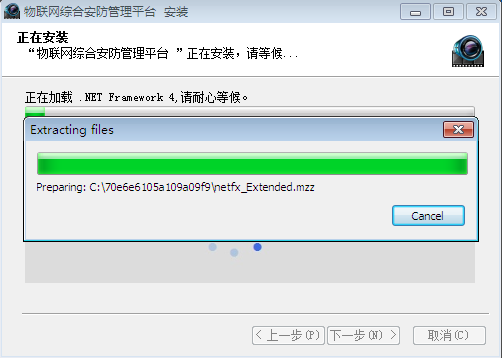 物联网综合安防管理平台 安装
正在安装
“物联网综合安防管理平台 ”正在安装，请等候...
正在加载 .NET Framework 4,请耐心等候。
Extracting files
Preparing: C:\70e6e6105a109a09f9\netfx_Extended.mzz
Cancel
< 上一步(P) 下一步(N) > 取消(C)